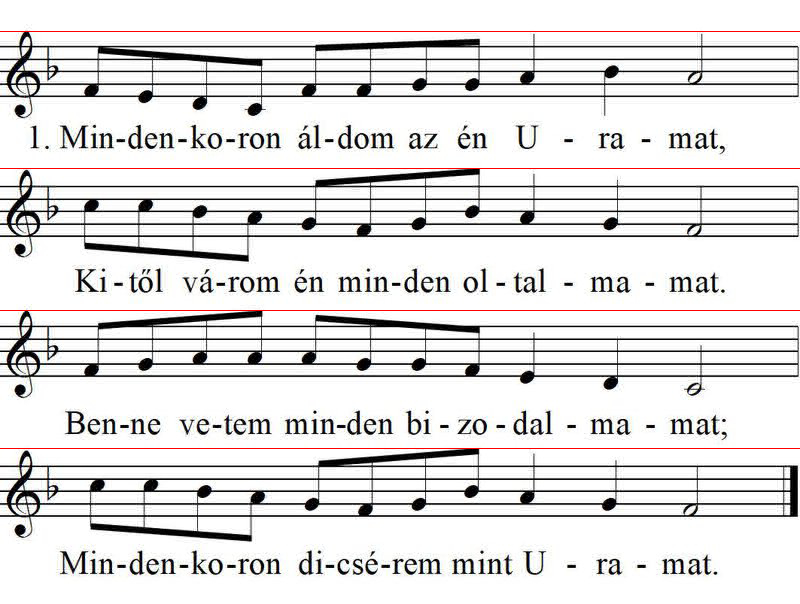 1. Min-den-ko-ron ál-dom az én U - ra - mat,
Ki - től vá-rom én min-den ol - tal - ma - mat.
Ben-ne ve-tem min-den bi - zo - dal - ma - mat;
Min-den-ko-ron di-csé-rem mint U - ra - mat.